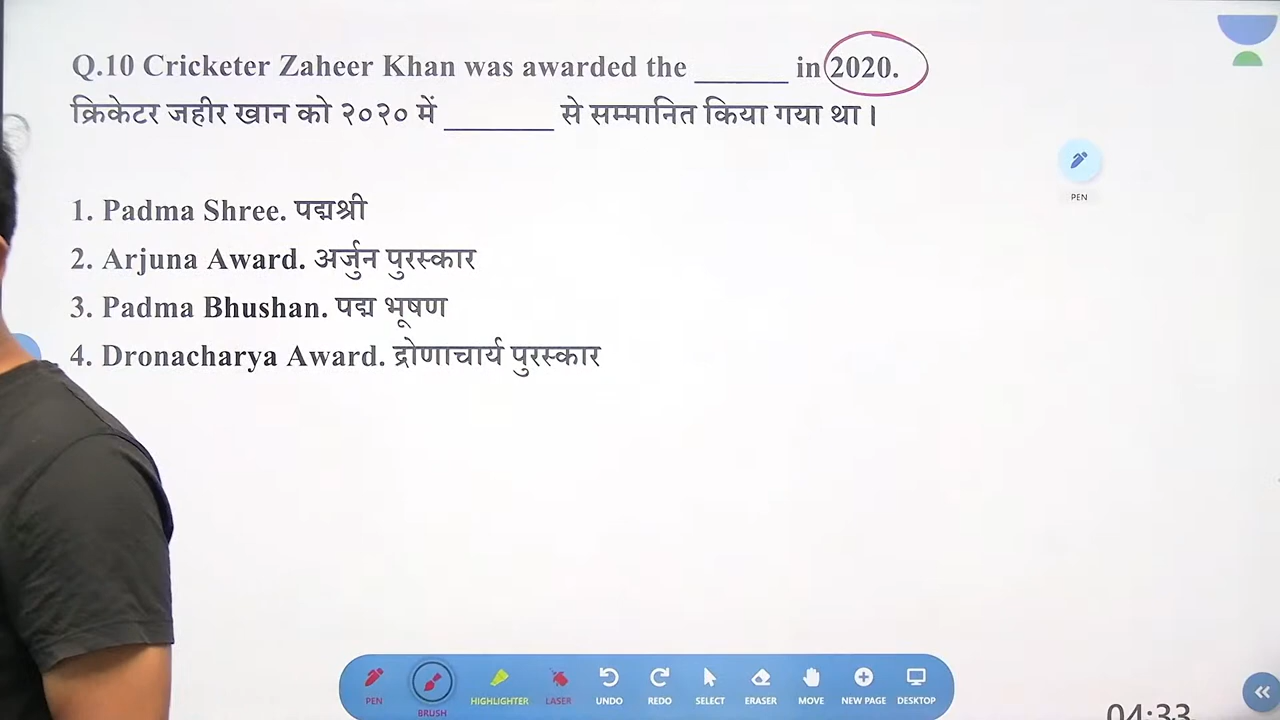 Q.10 Cricketer Zaheer Khan was awarded the ______ in 2020.
क्रिकेटर जहीर खान को २०२० में _______ से सम्मानित किया गया था।
1. Padma Shree. पद्मश्री
2. Arjuna Award. अर्जुन पुरस्कार
3. Padma Bhushan. पद्म भूषण
4. Dronacharya Award. द्रोणाचार्य पुरस्कार
PEN
PEN BRUSH HIGHLIGHTER LASER UNDO REDO SELECT ERASER MOVE NEW PAGE DESKTOP
04:33